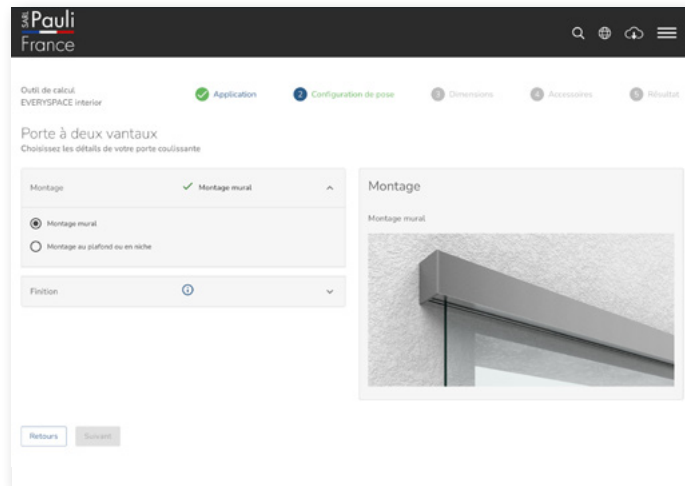 SARL Pauli
France
Outil de calcul
EVERYSPACE interior
Application
2 Configuration de pose
3 Dimensions
4 Accessoires
5 Résultat
Porte à deux vantaux
Choisissez les détails de votre porte coulissante
Montage
Montage mural
Montage mural
Montage au plafond ou en niche
Finition
Montage
Montage mural
Retours
Suivant